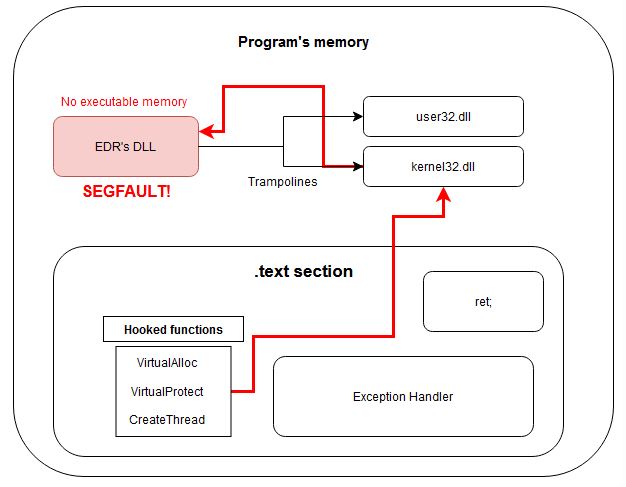 Program's memory
No executable memory
EDR's DLL
SEGFAULT!
user32.dll
kernel32.dll
Trampolines
.text section
ret;
Hooked functions
VirtualAlloc
VirtualProtect
CreateThread
Exception Handler